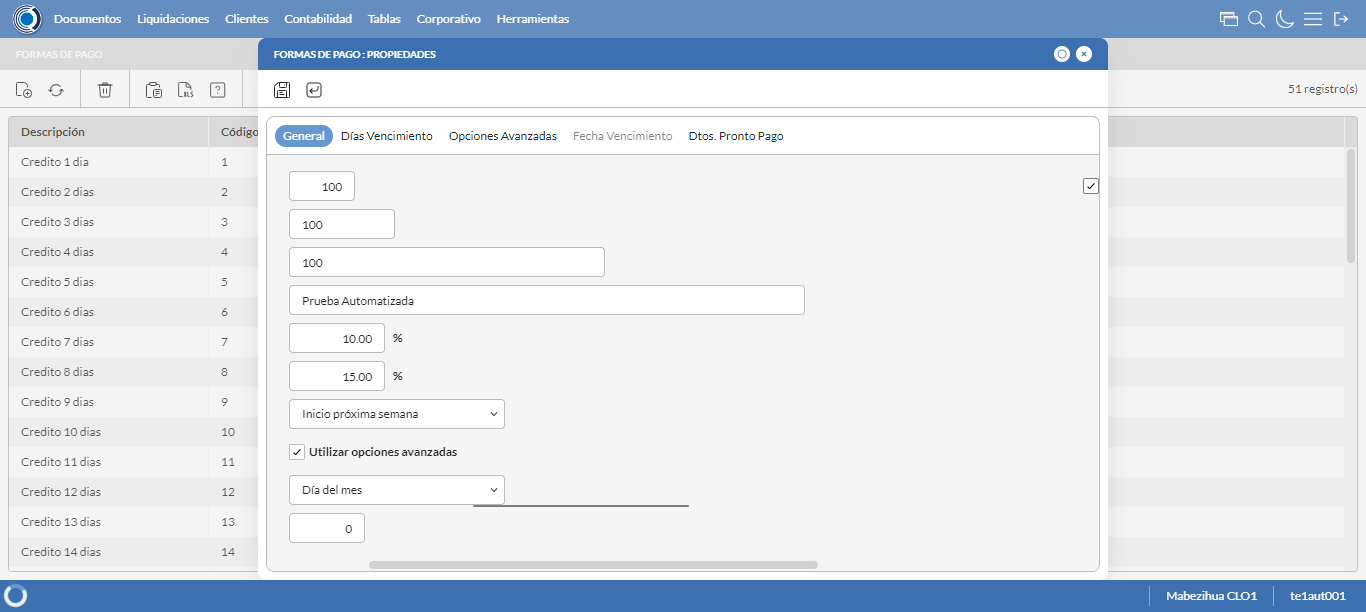 Documentos Liquidaciones Clientes Contabilidad Tablas Corporativo Herramientas
FORMAS DE PAGO
FORMAS DE PAGO : PROPIEDADES
XLS ?
51 registro(s)
Descripción Código
General Días Vencimiento Opciones Avanzadas Fecha Vencimiento Dtos. Pronto Pago
Credito 1 dia 1
Credito 2 dias 2
Credito 3 dias 3
Credito 4 dias 4
Credito 5 dias 5
Credito 6 dias 6
Credito 7 dias 7
Credito 8 dias 8
Credito 9 dias 9
Credito 10 dias 10
Credito 11 dias 11
Credito 12 dias 12
Credito 13 dias 13
Credito 14 dias 14
100
100
100
Prueba Automatizada
10.00 %
15.00 %
Inicio próxima semana
Utilizar opciones avanzadas
Día del mes
0
Mabezihua CLO1 te1aut001